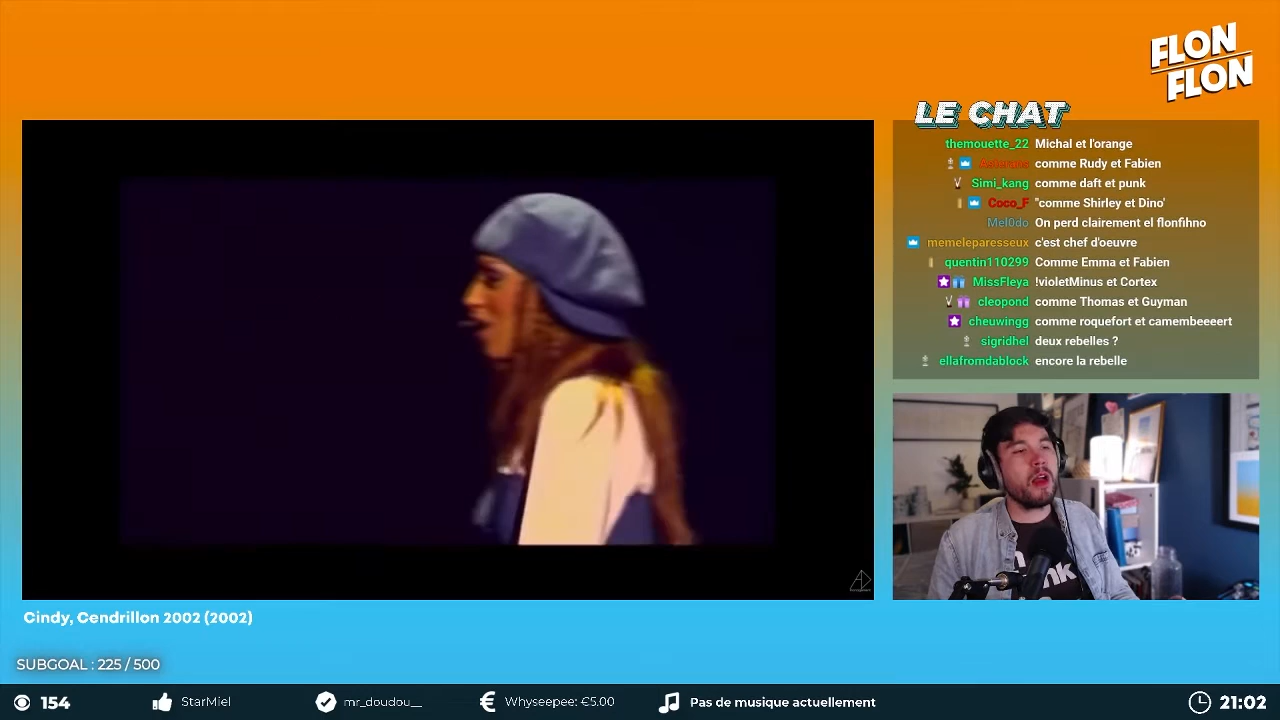 FLON
FLON
LE CHAT
themouette_22 Michal et l'orange
Asterans comme Rudy et Fabien
Simi_kang comme daft et punk
Coco_F "comme Shirley et Dino'
Mel0do On perd clairement el flonfihno
memeleparesseux c'est chef d'oeuvre
quentin110299 Comme Emma et Fabien
MissFleya !violetMinus et Cortex
cleopond comme Thomas et Guyman
cheuwingg comme roquefort et camembeeeert
sigridhel deux rebelles ?
ellafromdablock encore la rebelle
Cindy, Cendrillon 2002 (2002)
SUBGOAL : 225 / 500
154 StarMiel mr_doudou__ € Whyseepee: €5.00 Pas de musique actuellement 21:02